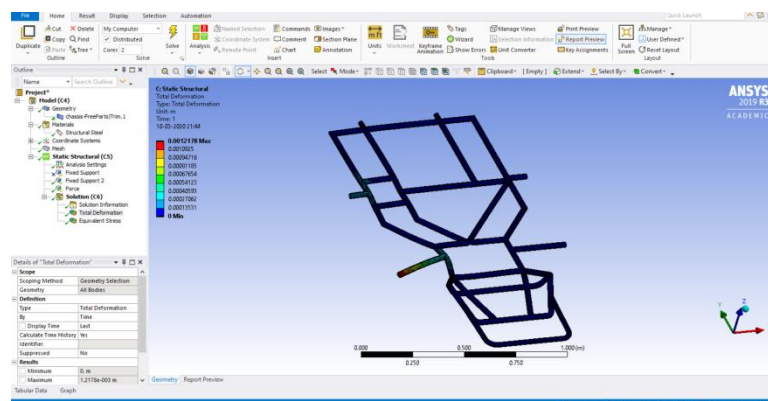 File Home Result Display Selection Automation
Quick Launch
Duplicate
Cut
Copy
Paste
Delete
Find
Tree
Outline
My Computer
Distributed
Cores 2
Solve
Solve
Analysis
Named Selection
Coordinate System
Remote Point
Commands
Comment
Chart
Images
Section Plane
Annotation
Insert
Units
Worksheet
Keyframe Animation
Tags
Wizard
Show Errors
Manage Views
Selection Information
Unit Converter
Print Preview
Report Preview
Key Assignments
Tools
Full Screen
Manage
User Defined
Reset Layout
Layout
Outline
Name Search Outline
Select Mode Clipboard [ Empty ] Extend Select By Convert
Project*
Model (C4)
Geometry
chassis-FreeParts|Trim.1
Materials
Structural Steel
Coordinate Systems
Mesh
Static Structural (C5)
Analysis Settings
Fixed Support
Fixed Support 2
Force
Solution (C6)
Solution Information
Total Deformation
Equivalent Stress
C: Static Structural
Total Deformation
Type: Total Deformation
Unit: m
Time: 1
0.0012178 Max
0.0010825
0.00094718
0.00081185
0.00067654
0.00054123
0.00040593
0.00027062
0.00013531
0 Min
ANSYS
2019 R3
ACADEMIC
Details of "Total Deformation"
Scope
Scoping Method Geometry Selection
Geometry All Bodies
Definition
Type Total Deformation
By Time
Display Time Last
Calculate Time History Yes
Identifier
Suppressed No
Results
Minimum 0. m
Maximum 1.2178e-003 m
0.000 0.500 1.000 (m)
0.250 0.750
Y Z
Geometry Report Preview
Tabular Data Graph